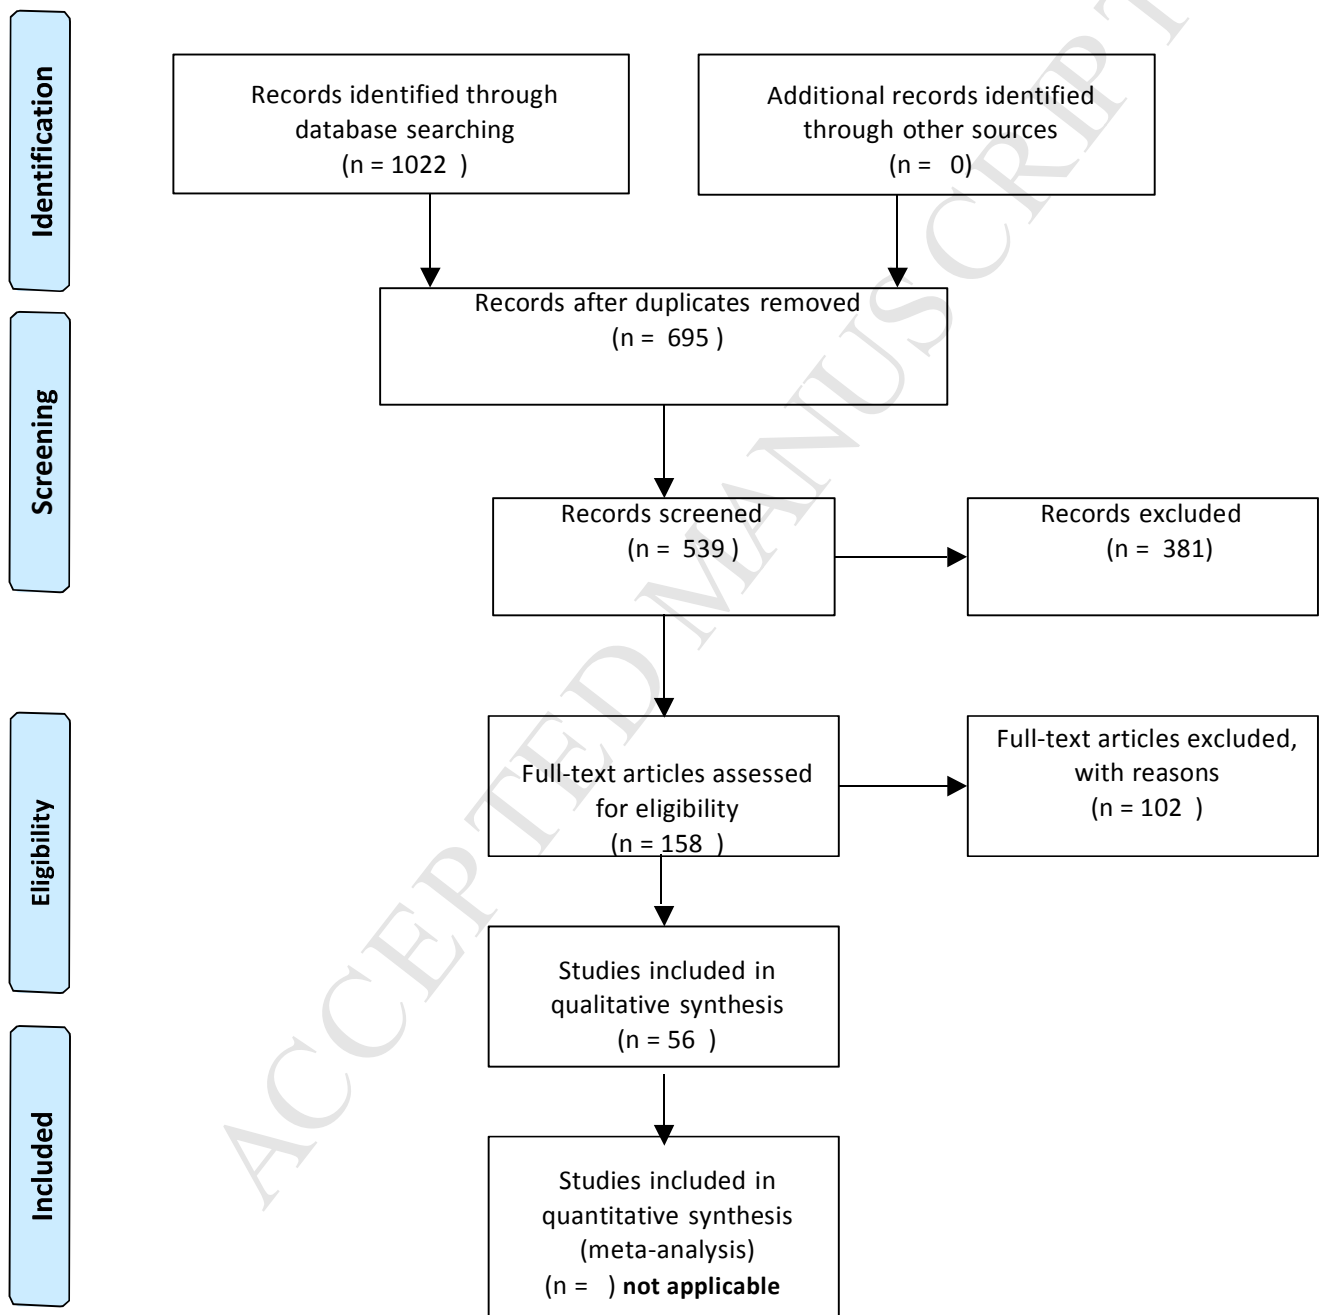 Identification
Records identified through
database searching
(n = 1022 )
Additional records identified
through other sources
(n = 0)
Records after duplicates removed
(n = 695 )
Screening
Records screened
(n = 539 )
Records excluded
(n = 381)
Eligibility
Full-text articles assessed
for eligibility
(n = 158 )
Full-text articles excluded,
with reasons
(n = 102 )
Studies included in
qualitative synthesis
(n = 56 )
Included
Studies included in
quantitative synthesis
(meta-analysis)
(n = ) not applicable
ACCEPTED MANUSCRIPT